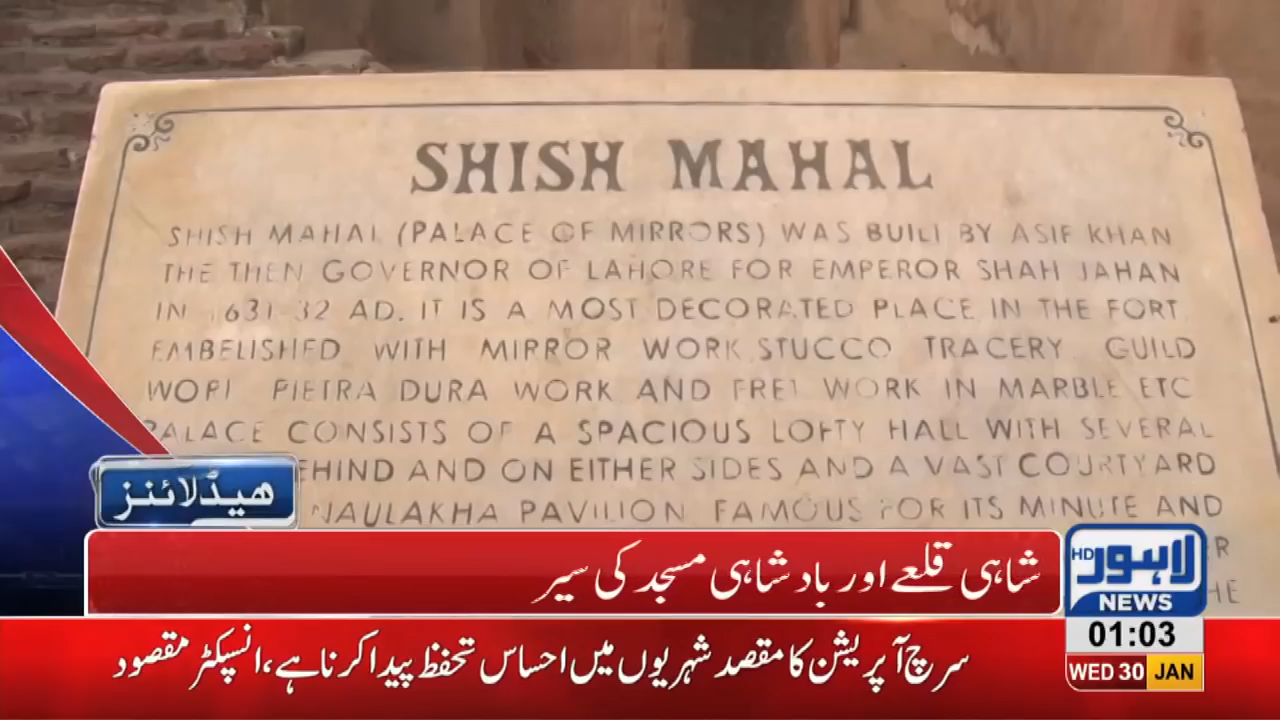 SHISH MAHAL
SHISH MAHAL (PALACE OF MIRRORS) WAS BUILT BY ASIF KHAN
THE THEN GOVERNOR OF LAHORE FOR EMPEROR SHAH JAHAN
IN 1631-32 AD. IT IS A MOST DECORATED PLACE IN THE FORT
EMBELISHED WITH MIRROR WORK, STUCCO TRACERY GUILD
WORK PIETRA DURA WORK AND FRET WORK IN MARBLE ETC
PALACE CONSISTS OF A SPACIOUS LOFTY HALL WITH SEVERAL
EHIND AND ON EITHER SIDES AND A VAST COURTYARD
NAULAKHA PAVILION FAMOUS FOR ITS MINUTE AND
ھیڈلائنز
شاہی قلعے اور بادشاہی مسجد کی سیر
سرچ آپریشن کا مقصد شہریوں میں احساس تحفظ پیدا کرنا ہے، انسپکٹر مقصود
لاہور HD
NEWS
01:03
WED 30 JAN